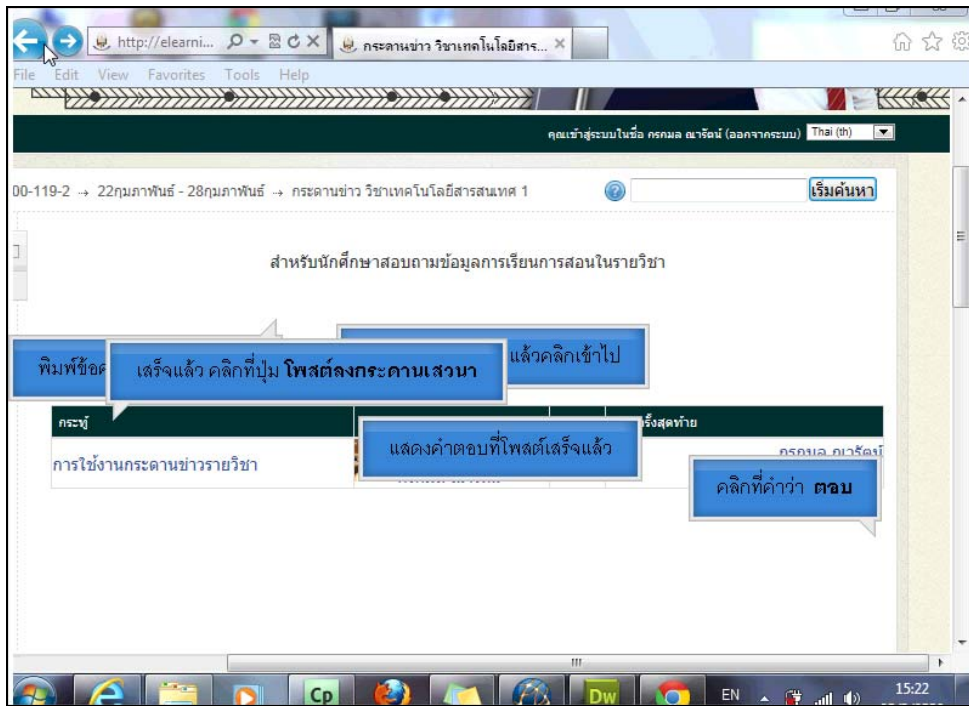 http://elearni...
กระดานข่าว วิชาเทคโนโลยีสาร...
File Edit View Favorites Tools Help
คุณเข้าสู่ระบบในชื่อ กรกมล ณารัตน์ (ออกจากระบบ) Thai (th)
00-119-2 → 22กุมภาพันธ์ - 28กุมภาพันธ์ → กระดานข่าว วิชาเทคโนโลยีสารสนเทศ 1
เริ่มค้นหา
สำหรับนักศึกษาสอบถามข้อมูลการเรียนการสอนในรายวิชา
แล้วคลิกเข้าไป
พิมพ์ข้อ
เสร็จแล้ว คลิกที่ปุ่ม โพสต์ลงกระดานเสวนา
กระทู้
ครั้งสุดท้าย
แสดงคำตอบที่โพสต์เสร็จแล้ว
การใช้งานกระดานข่าวรายวิชา
กรกมล ณารัตน์
คลิกที่คำว่า ตอบ
Cp
Dw
EN
15:22